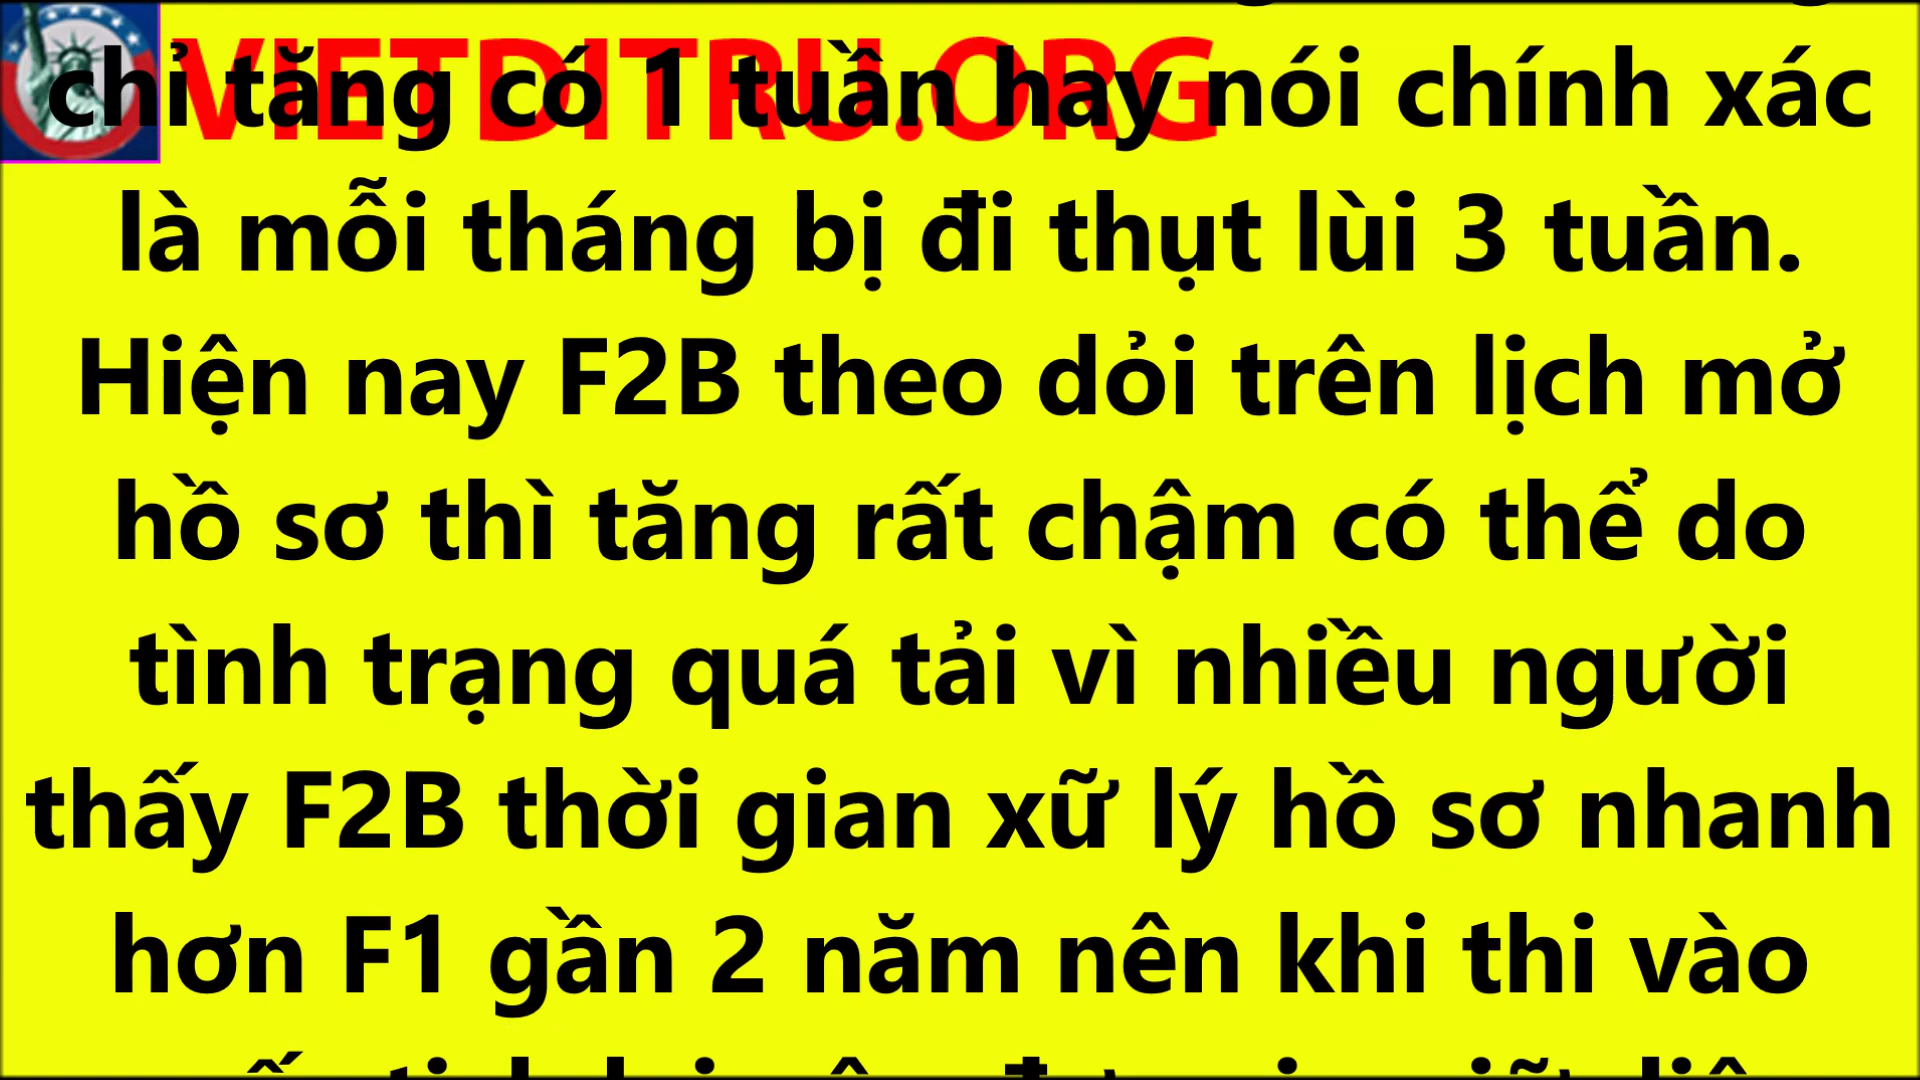 VIETDITRU.ORG
chỉ tăng có 1 tuần hay nói chính xác
là mỗi tháng bị đi thụt lùi 3 tuần.
Hiện nay F2B theo dỏi trên lịch mở
hồ sơ thì tăng rất chậm có thể do
tình trạng quá tải vì nhiều người
thấy F2B thời gian xữ lý hồ sơ nhanh
hơn F1 gần 2 năm nên khi thi vào